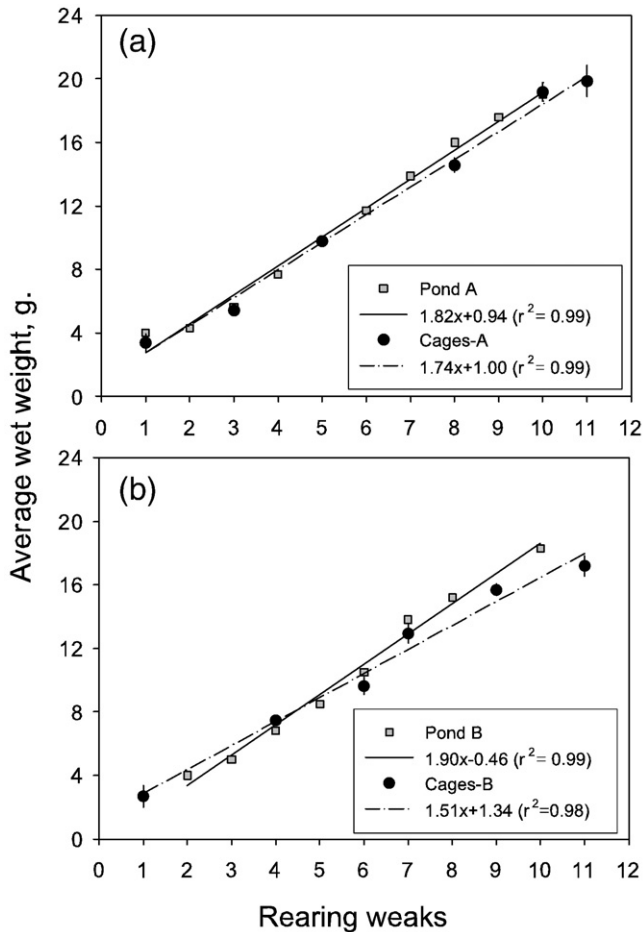 Average wet weight, g.
(a)
24
20
16
12
8
4
0
Pond A
1.82x+0.94 (r² = 0.99)
Cages-A
1.74x+1.00 (r² = 0.99)
0 1 2 3 4 5 6 7 8 9 10 11 12
(b)
24
20
16
12
8
4
0
Pond B
1.90x-0.46 (r² = 0.99)
Cages-B
1.51x+1.34 (r²=0.98)
0 1 2 3 4 5 6 7 8 9 10 11 12
Rearing weaks